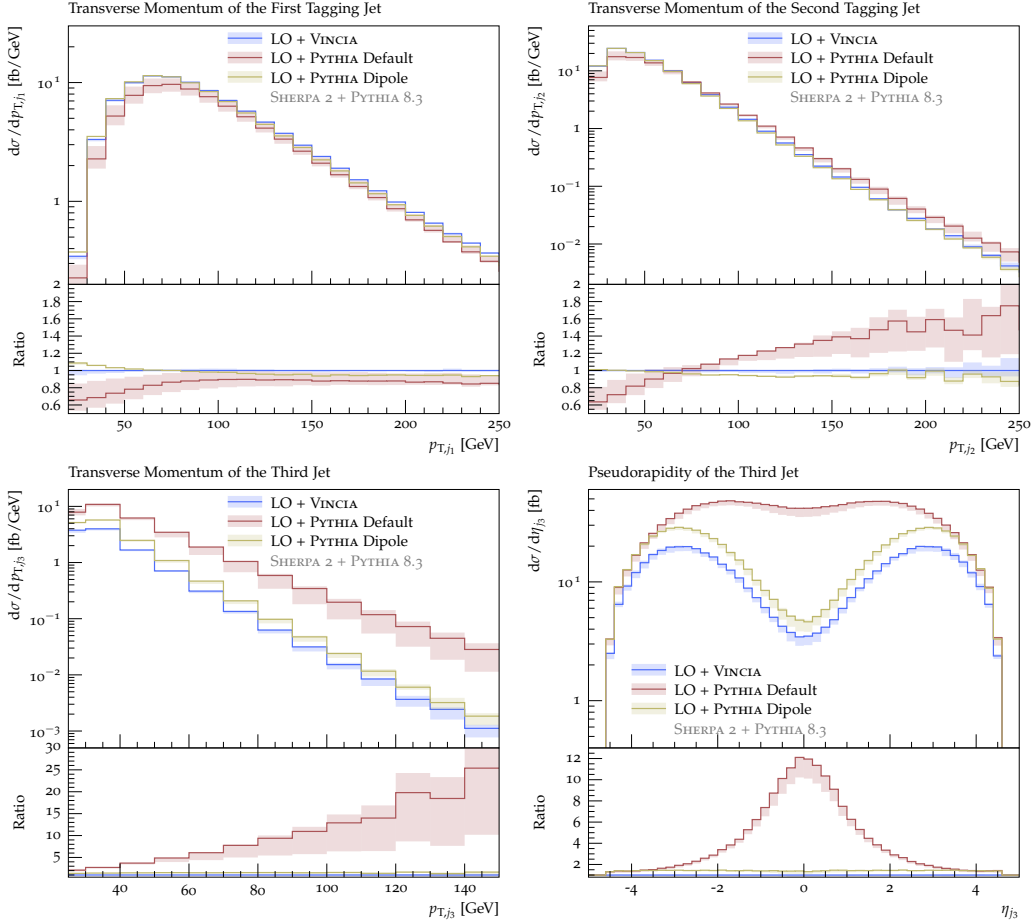 Transverse Momentum of the First Tagging Jet
LO + VINCIA
LO + PYTHIA Default
LO + PYTHIA Dipole
SHERPA 2 + PYTHIA 8.3
dσ/dp_T,j₁ [fb/GeV]
10¹
1
Ratio
2
1.8
1.6
1.4
1.2
1
0.8
0.6
50 100 150 200 250
p_T,j₁ [GeV]
Transverse Momentum of the Second Tagging Jet
LO + VINCIA
LO + PYTHIA Default
LO + PYTHIA Dipole
SHERPA 2 + PYTHIA 8.3
dσ/dp_T,j₂ [fb/GeV]
10¹
1
10⁻¹
10⁻²
Ratio
2
1.8
1.6
1.4
1.2
1
0.8
0.6
50 100 150 200 250
p_T,j₂ [GeV]
Transverse Momentum of the Third Jet
LO + VINCIA
LO + PYTHIA Default
LO + PYTHIA Dipole
SHERPA 2 + PYTHIA 8.3
dσ/dp_T,j₃ [fb/GeV]
10¹
1
10⁻¹
10⁻²
10⁻³
Ratio
30
25
20
15
10
5
40 60 80 100 120 140
p_T,j₃ [GeV]
Pseudorapidity of the Third Jet
dσ/dη_j₃ [fb]
10¹
1
LO + VINCIA
LO + PYTHIA Default
LO + PYTHIA Dipole
SHERPA 2 + PYTHIA 8.3
Ratio
12
10
8
6
4
2
-4 -2 0 2 4
η_j₃